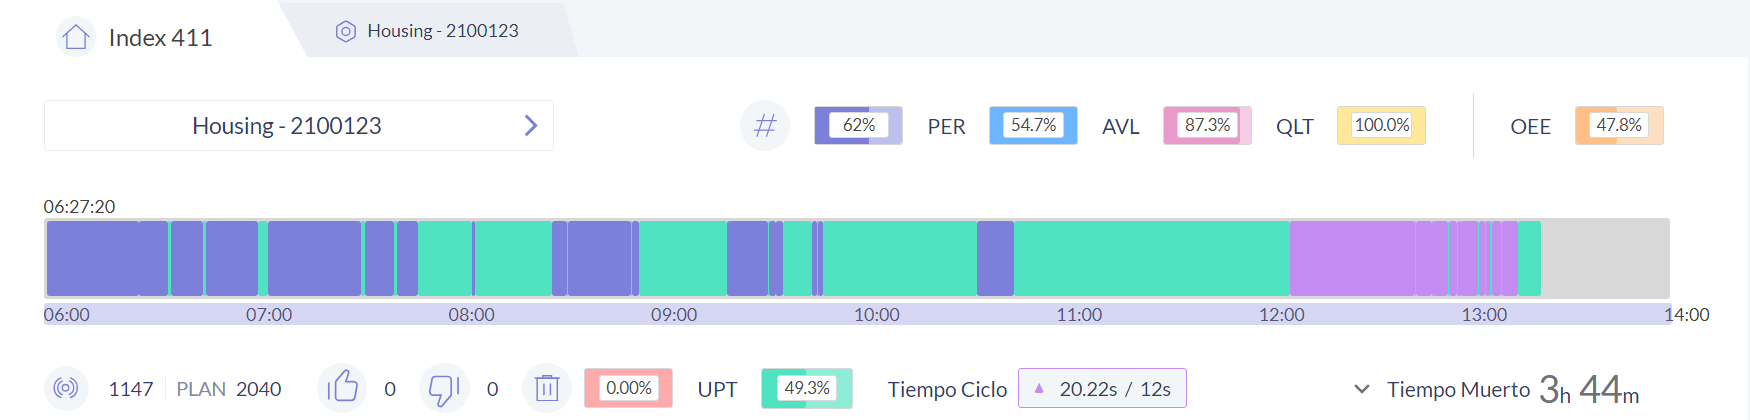 Index 411 Housing - 2100123
Housing - 2100123 # 62% PER 54.7% AVL 87.3% QLT 100.0% OEE 47.8%
06:27:20
06:00 07:00 08:00 09:00 10:00 11:00 12:00 13:00 14:00
1147 PLAN 2040 0 0 0.00% UPT 49.3% Tiempo Ciclo 20.22s / 12s Tiempo Muerto 3h 44m